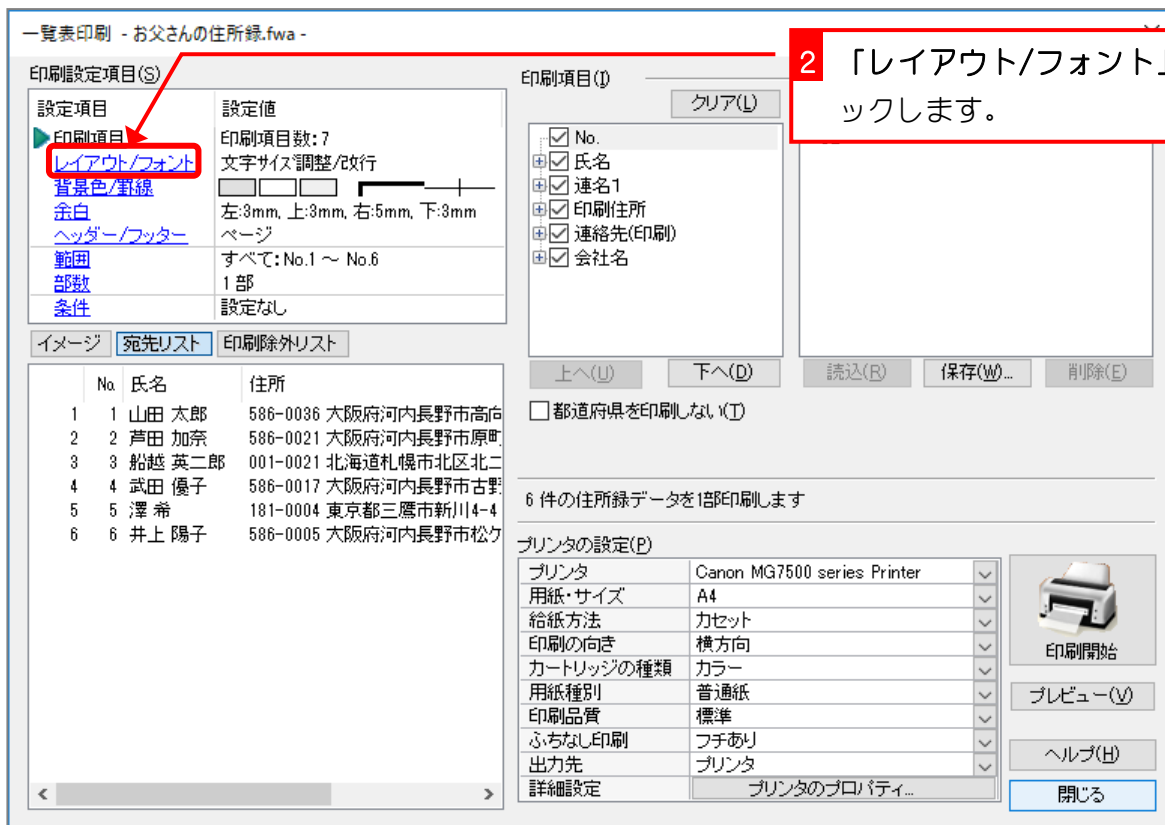 一覧表印刷 - お父さんの住所録.fwa -
2 「レイアウト/フォント」
ックします。
印刷設定項目(S)
設定項目 設定値
印刷項目 印刷項目数:7
レイアウト/フォント 文字サイズ調整/改行
背景色/罫線
余白 左:3mm, 上:3mm, 右:5mm, 下:3mm
ヘッダー/フッター ページ
範囲 すべて:No.1 ～ No.6
部数 1 部
条件 設定なし
イメージ 宛先リスト 印刷除外リスト
No. 氏名 住所
1 1 山田 太郎 586-0036 大阪府河内長野市高向
2 2 芦田 加奈 586-0021 大阪府河内長野市原町
3 3 船越 英二郎 001-0021 北海道札幌市北区北二
4 4 武田 優子 586-0017 大阪府河内長野市古野
5 5 澤 希 181-0004 東京都三鷹市新川4-4
6 6 井上 陽子 586-0005 大阪府河内長野市松ケ
印刷項目(I)
クリア(L)
No.
氏名
連名1
印刷住所
連絡先(印刷)
会社名
上へ(U) 下へ(D) 読込(R) 保存(W)... 削除(E)
都道府県を印刷しない(T)
6 件の住所録データを1部印刷します
プリンタの設定(P)
プリンタ Canon MG7500 series Printer
用紙・サイズ A4
給紙方法 カセット
印刷の向き 横方向
カートリッジの種類 カラー
用紙種別 普通紙
印刷品質 標準
ふちなし印刷 フチあり
出力先 プリンタ
詳細設定 プリンタのプロパティ...
印刷開始
プレビュー(V)
ヘルプ(H)
閉じる